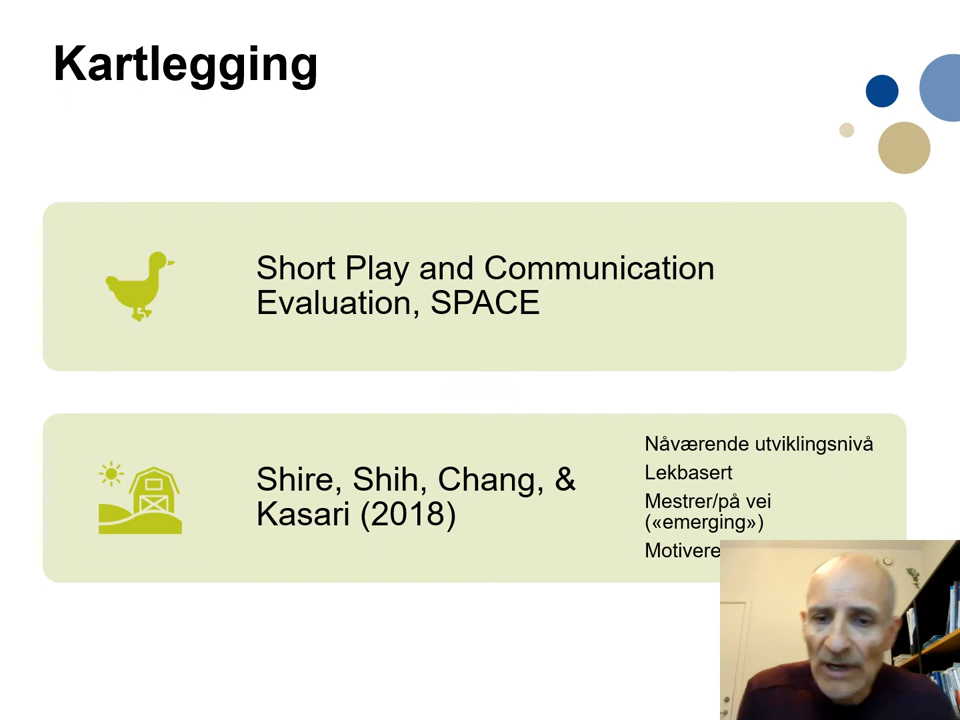 Kartlegging
Short Play and Communication
Evaluation, SPACE
Shire, Shih, Chang, &
Kasari (2018)
Nåværende utviklingsnivå
Lekbasert
Mestrer/på vei
(«emerging»)